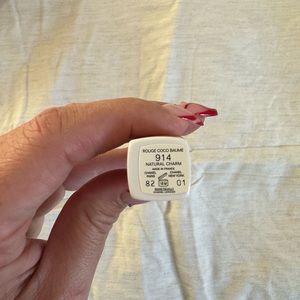 ROUGE COCO BAUME
914
NATURAL CHARM
MADE IN FRANCE
CHANEL CHANEL
PARIS NEW YORK
82 01